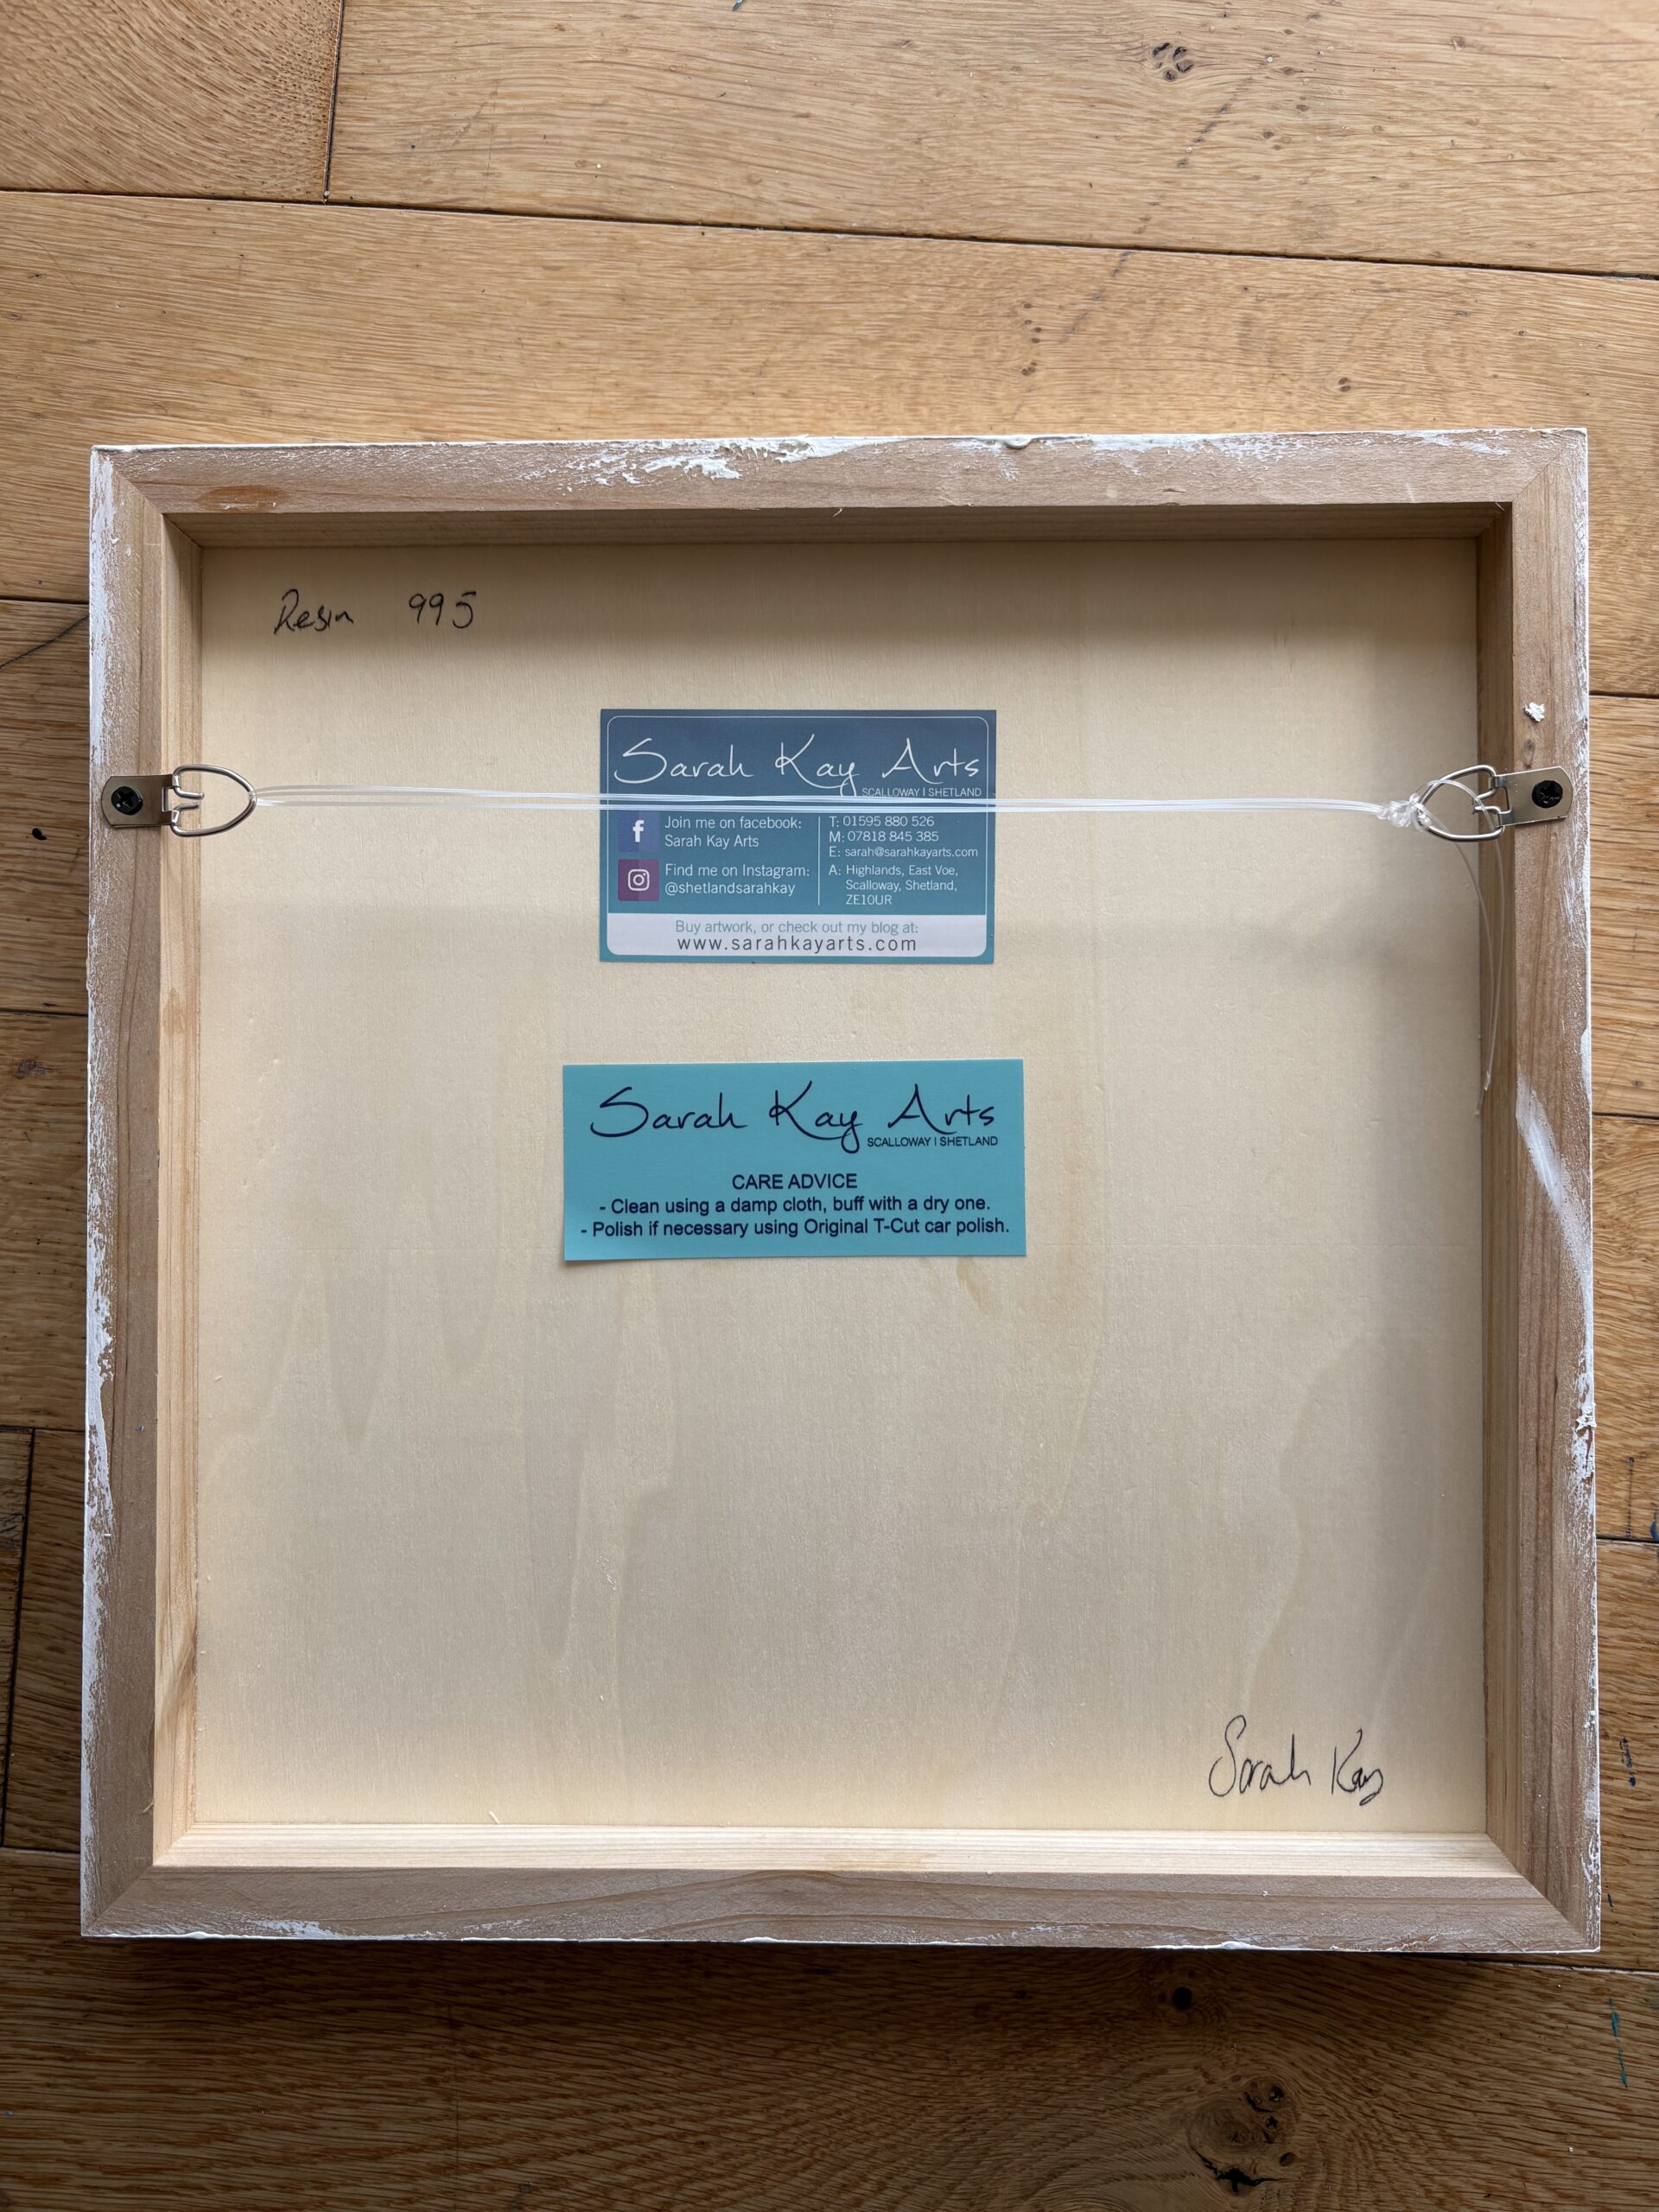 Resin 995
Sarah Kay Arts
SCALLOWAY | SHETLAND
Join me on facebook:
Sarah Kay Arts
Find me on Instagram:
@shetlandsarahkay
T: 01595 880 526
M: 07818 845 385
E: sarah@sarahkayarts.com
A: Highlands, East Voe,
Scalloway, Shetland,
ZE10UR
Buy artwork, or check out my blog at:
www.sarahkayarts.com
Sarah Kay Arts
SCALLOWAY | SHETLAND
CARE ADVICE
- Clean using a damp cloth, buff with a dry one.
- Polish if necessary using Original T-Cut car polish.
Sarah Kay